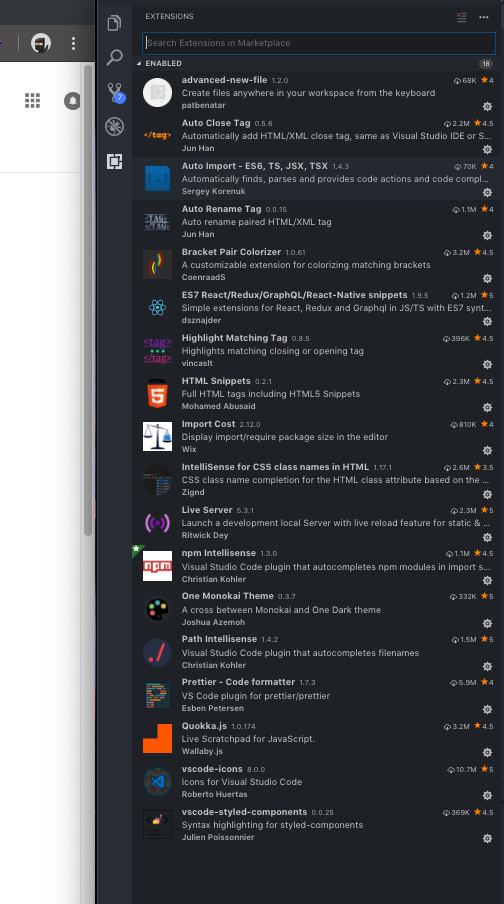 EXTENSIONS
Search Extensions in Marketplace
ENABLED 18
advanced-new-file 1.2.0 68K 4
Create files anywhere in your workspace from the keyboard
patbenatar
Auto Close Tag 0.5.6 2.2M 4.5
</tag>
Automatically add HTML/XML close tag, same as Visual Studio IDE or S...
Jun Han
Auto Import - ES6, TS, JSX, TSX 1.4.3 70K 4
Automatically finds, parses and provides code actions and code compl...
Sergey Korenuk
Auto Rename Tag 0.0.15 1.1M 4
Auto rename paired HTML/XML tag
Jun Han
Bracket Pair Colorizer 1.0.61 3.2M 4.5
A customizable extension for colorizing matching brackets
CoenraadS
ES7 React/Redux/GraphQL/React-Native snippets 1.9.5 1.2M 5
Simple extensions for React, Redux and Graphql in JS/TS with ES7 synt...
dsznajder
Highlight Matching Tag 0.8.5 396K 4.5
<tag>
Highlights matching closing or opening tag
</tag>
vincaslt
HTML Snippets 0.2.1 2.3M 4.5
Full HTML tags including HTML5 Snippets
Mohamed Abusaid
Import Cost 2.12.0 810K 4
Display import/require package size in the editor
Wix
IntelliSense for CSS class names in HTML 1.17.1 2.6M 3.5
CSS class name completion for the HTML class attribute based on the ...
Zignd
Live Server 5.3.1 2.3M 5
Launch a development local Server with live reload feature for static & ...
Ritwick Dey
npm Intellisense 1.3.0 1.1M 4.5
npm
Visual Studio Code plugin that autocompletes npm modules in import s...
Christian Kohler
One Monokai Theme 0.3.7 332K 5
A cross between Monokai and One Dark theme
Joshua Azemoh
Path Intellisense 1.4.2 1.5M 5
Visual Studio Code plugin that autocompletes filenames
Christian Kohler
Prettier - Code formatter 1.7.3 5.9M 4
VS Code plugin for prettier/prettier
Esben Petersen
Quokka.js 1.0.174 3.2M 4.5
Live Scratchpad for JavaScript.
Wallaby.js
vscode-icons 8.0.0 10.7M 5
Icons for Visual Studio Code
Roberto Huertas
vscode-styled-components 0.0.25 369K 4.5
Syntax highlighting for styled-components
Julien Poissonnier
7